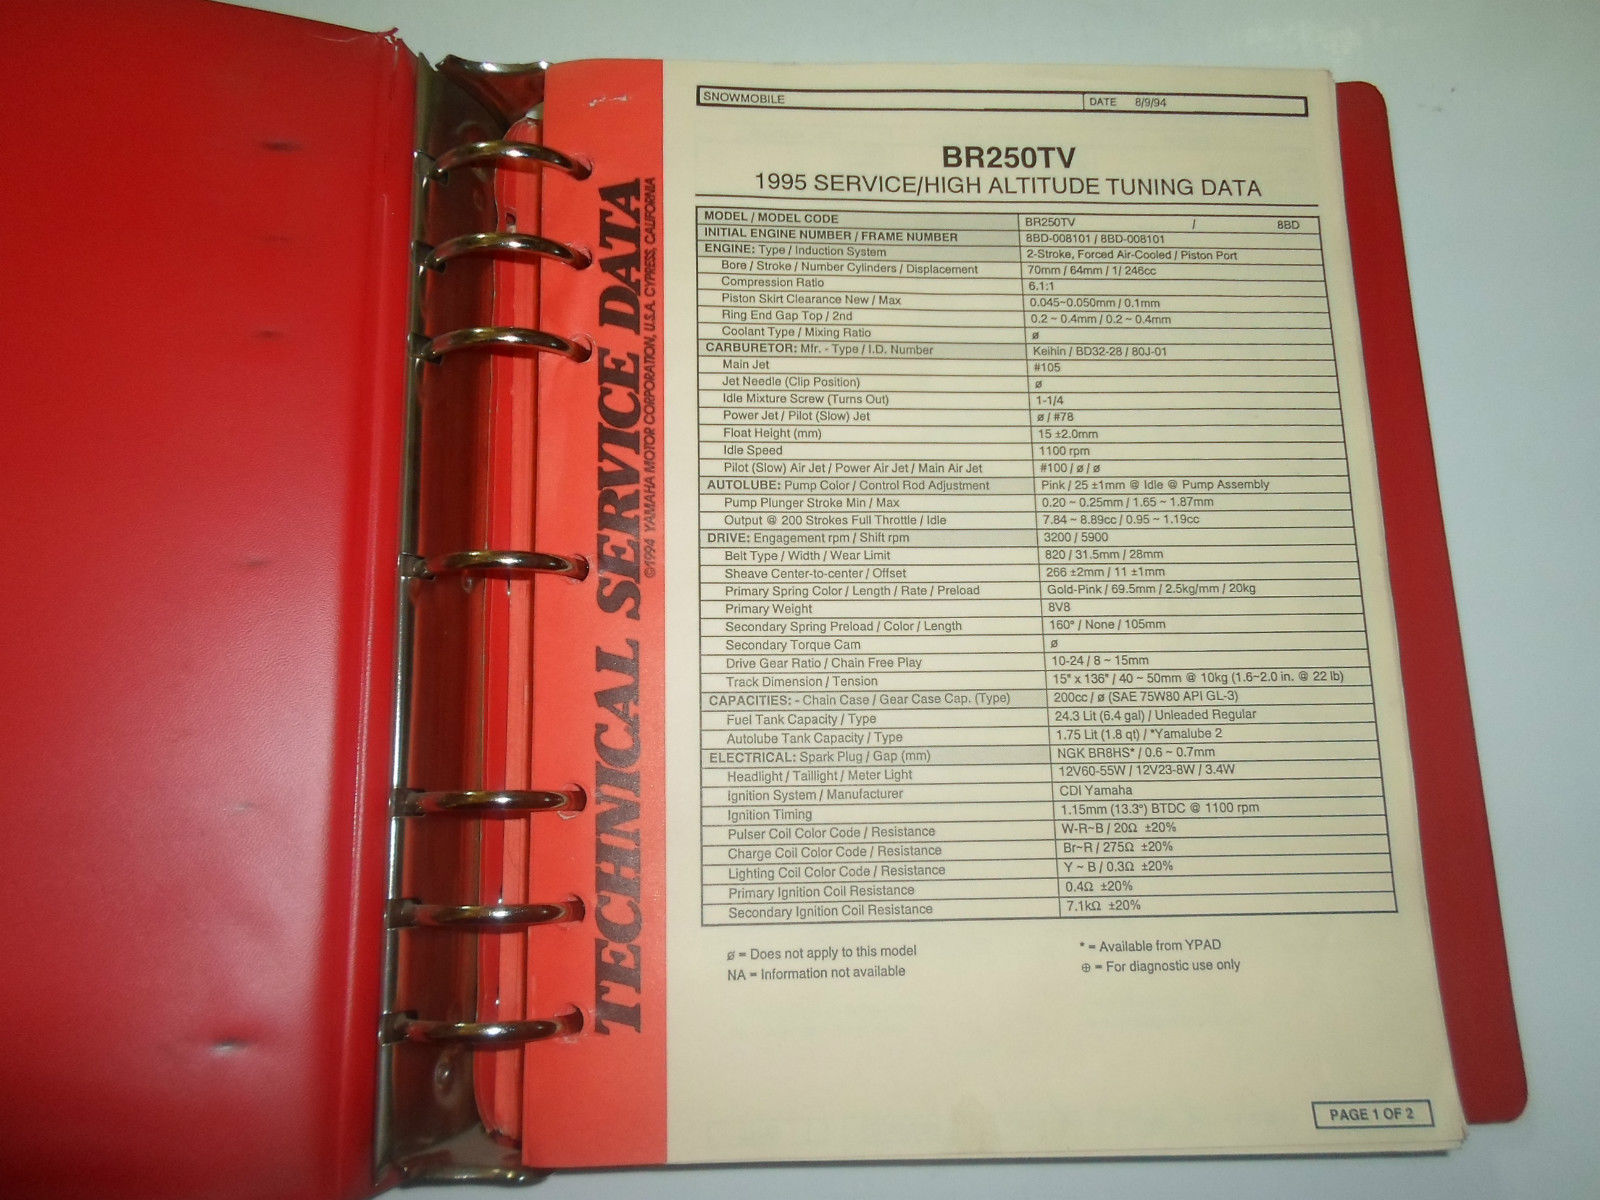 TECHNICAL SERVICE DATA
©1994 YAMAHA MOTOR CORPORATION, U.S.A. CYPRESS, CALIFORNIA
SNOWMOBILE DATE 8/9/94
BR250TV
1995 SERVICE/HIGH ALTITUDE TUNING DATA
MODEL / MODEL CODE BR250TV / 8BD
INITIAL ENGINE NUMBER / FRAME NUMBER 8BD-008101 / 8BD-008101
ENGINE: Type / Induction System 2-Stroke, Forced Air-Cooled / Piston Port
Bore / Stroke / Number Cylinders / Displacement 70mm / 64mm / 1/ 246cc
Compression Ratio 6.1:1
Piston Skirt Clearance New / Max 0.045~0.050mm / 0.1mm
Ring End Gap Top / 2nd 0.2 ~ 0.4mm / 0.2 ~ 0.4mm
Coolant Type / Mixing Ratio ø
CARBURETOR: Mfr. - Type / I.D. Number Keihin / BD32-28 / 80J-01
Main Jet #105
Jet Needle (Clip Position) ø
Idle Mixture Screw (Turns Out) 1-1/4
Power Jet / Pilot (Slow) Jet ø / #78
Float Height (mm) 15 ±2.0mm
Idle Speed 1100 rpm
Pilot (Slow) Air Jet / Power Air Jet / Main Air Jet #100 / ø / ø
AUTOLUBE: Pump Color / Control Rod Adjustment Pink / 25 ±1mm @ Idle @ Pump Assembly
Pump Plunger Stroke Min / Max 0.20 ~ 0.25mm / 1.65 ~ 1.87mm
Output @ 200 Strokes Full Throttle / Idle 7.84 ~ 8.89cc / 0.95 ~ 1.19cc
DRIVE: Engagement rpm / Shift rpm 3200 / 5900
Belt Type / Width / Wear Limit 820 / 31.5mm / 28mm
Sheave Center-to-center / Offset 266 ±2mm / 11 ±1mm
Primary Spring Color / Length / Rate / Preload Gold-Pink / 69.5mm / 2.5kg/mm / 20kg
Primary Weight 8V8
Secondary Spring Preload / Color / Length 160° / None / 105mm
Secondary Torque Cam ø
Drive Gear Ratio / Chain Free Play 10-24 / 8 ~ 15mm
Track Dimension / Tension 15" x 136" / 40 ~ 50mm @ 10kg (1.6~2.0 in. @ 22 lb)
CAPACITIES: - Chain Case / Gear Case Cap. (Type) 200cc / ø (SAE 75W80 API GL-3)
Fuel Tank Capacity / Type 24.3 Lit (6.4 gal) / Unleaded Regular
Autolube Tank Capacity / Type 1.75 Lit (1.8 qt) / *Yamalube 2
ELECTRICAL: Spark Plug / Gap (mm) NGK BR8HS* / 0.6 ~ 0.7mm
Headlight / Taillight / Meter Light 12V60-55W / 12V23-8W / 3.4W
Ignition System / Manufacturer CDI Yamaha
Ignition Timing 1.15mm (13.3°) BTDC @ 1100 rpm
Pulser Coil Color Code / Resistance W-R~B / 20Ω ±20%
Charge Coil Color Code / Resistance Br~R / 275Ω ±20%
Lighting Coil Color Code / Resistance Y ~ B / 0.3Ω ±20%
Primary Ignition Coil Resistance 0.4Ω ±20%
Secondary Ignition Coil Resistance 7.1kΩ ±20%
ø = Does not apply to this model * = Available from YPAD
NA = Information not available ⊕ = For diagnostic use only
PAGE 1 OF 2